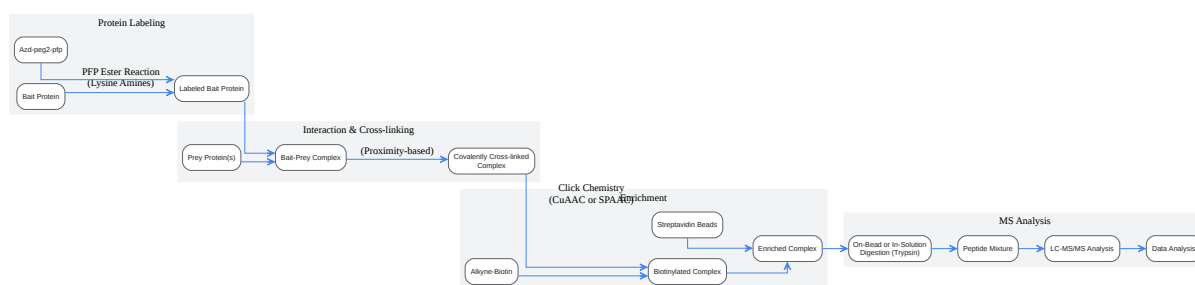 Protein Labeling
Azd-peg2-pfp
PFP Ester Reaction
(Lysine Amines)
Bait Protein
Labeled Bait Protein
Interaction & Cross-linking
Prey Protein(s)
Bait-Prey Complex
(Proximity-based)
Covalently Cross-linked
Complex
Click Chemistry
(CuAAC or SPAAC)
Enrichment
Streptavidin Beads
Alkyne-Biotin
Biotinylated Complex
Enriched Complex
MS Analysis
On-Bead or In-Solution
Digestion (Trypsin)
Peptide Mixture
LC-MS/MS Analysis
Data Analysis